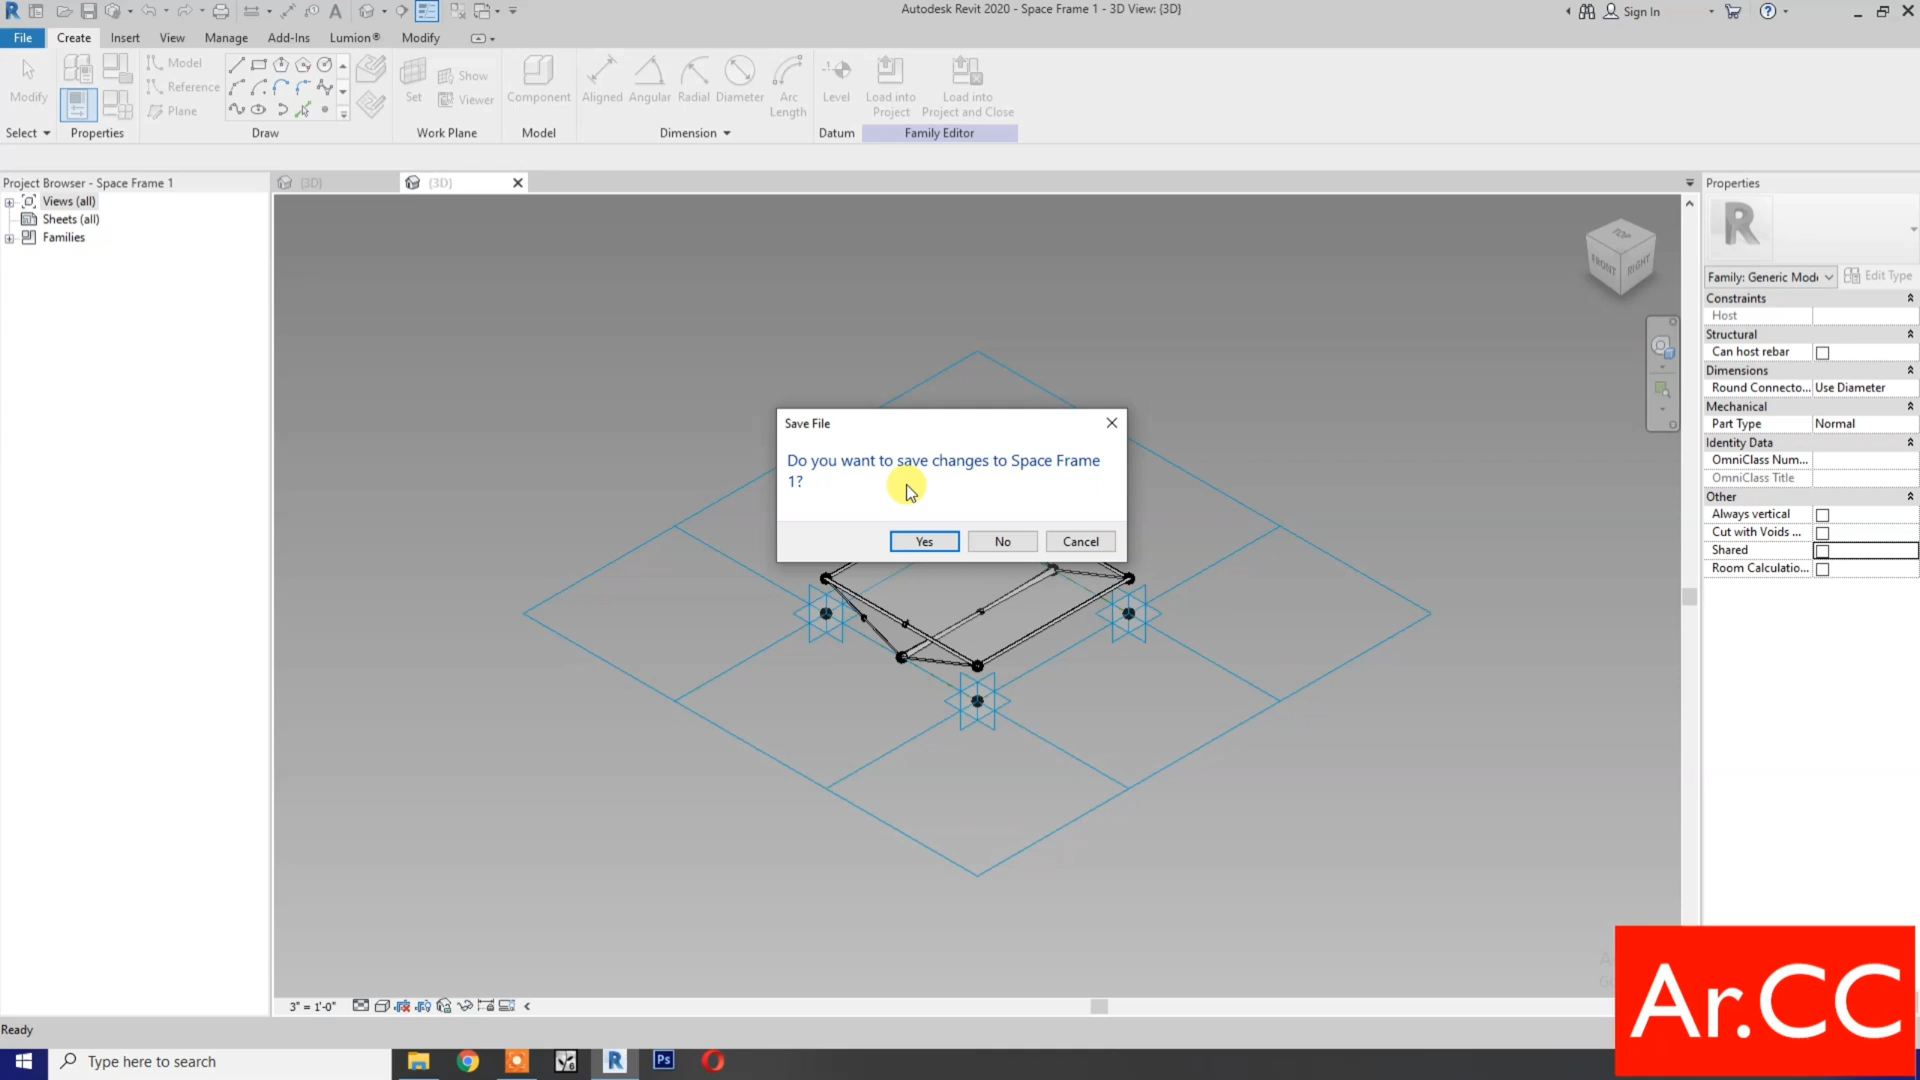 Autodesk Revit 2020 - Space Frame 1 - 3D View: {3D}
Sign In
File
Create
Insert
View
Manage
Add-Ins
Lumion®
Modify
Modify
Model
Reference
Plane
Set
Show
Viewer
Component
Aligned
Angular
Radial
Diameter
Arc
Length
Level
Load into
Project
Load into
Project and Close
Select
Properties
Draw
Work Plane
Model
Dimension
Datum
Family Editor
Project Browser - Space Frame 1
{3D}
{3D}
Properties
Views (all)
Sheets (all)
Families
TOP
FRONT
RIGHT
R
Family: Generic Mod
Edit Type
Constraints
Host
Structural
Can host rebar
Dimensions
Round Connecto...
Use Diameter
Mechanical
Part Type
Normal
Identity Data
OmniClass Num...
OmniClass Title
Other
Always vertical
Cut with Voids ...
Shared
Room Calculatio...
Save File
Do you want to save changes to Space Frame
1?
Yes
No
Cancel
3" = 1'-0"
Ready
Type here to search
R
Ps
Ar.CC